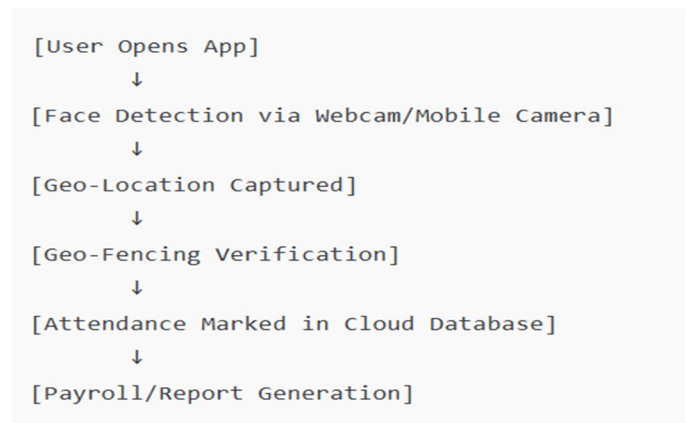 [User Opens App]
↓
[Face Detection via Webcam/Mobile Camera]
↓
[Geo-Location Captured]
↓
[Geo-Fencing Verification]
↓
[Attendance Marked in Cloud Database]
↓
[Payroll/Report Generation]